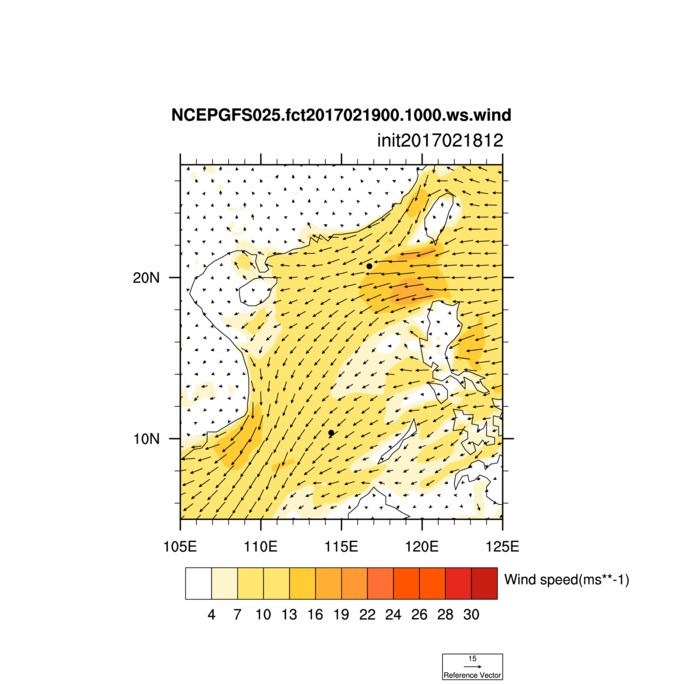 NCEPGFS025.fct2017021900.1000.ws.wind
init2017021812
20N
10N
105E 110E 115E 120E 125E
Wind speed(ms**-1)
4 7 10 13 16 19 22 24 26 28 30
15
Reference Vector